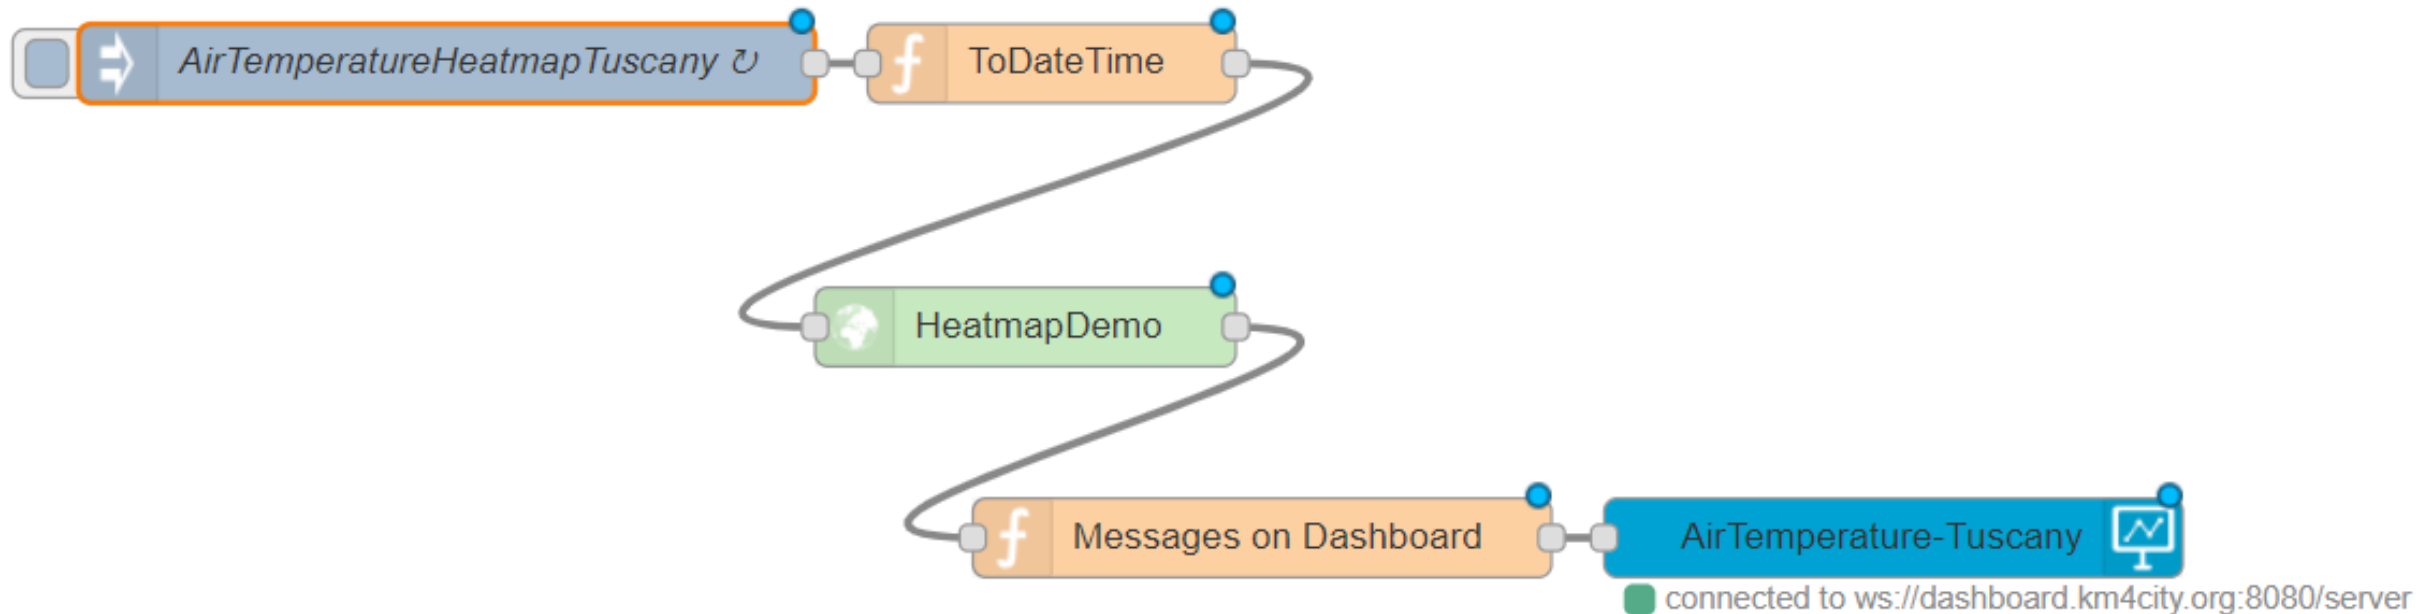 AirTemperatureHeatmapTuscany ↻
ToDateTime
HeatmapDemo
Messages on Dashboard
AirTemperature-Tuscany
connected to ws://dashboard.km4city.org:8080/server